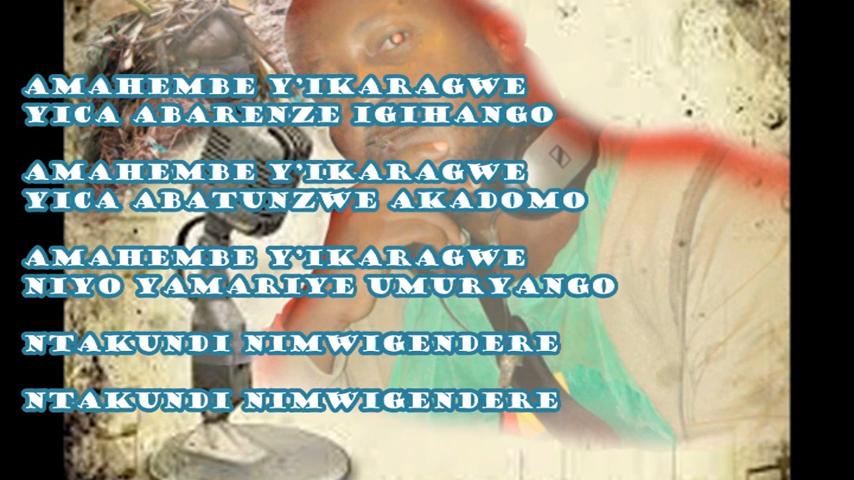 AMAHEMBE Y'IKARAGWE
YICA ABARENZE IGIHANGO
AMAHEMBE Y'IKARAGWE
YICA ABATUNZWE AKADOMO
AMAHEMBE Y'IKARAGWE
NIYO YAMARIYE UMURYANGO
NTAKUNDI NIMWIGENDERE
NTAKUNDI NIMWIGENDERE